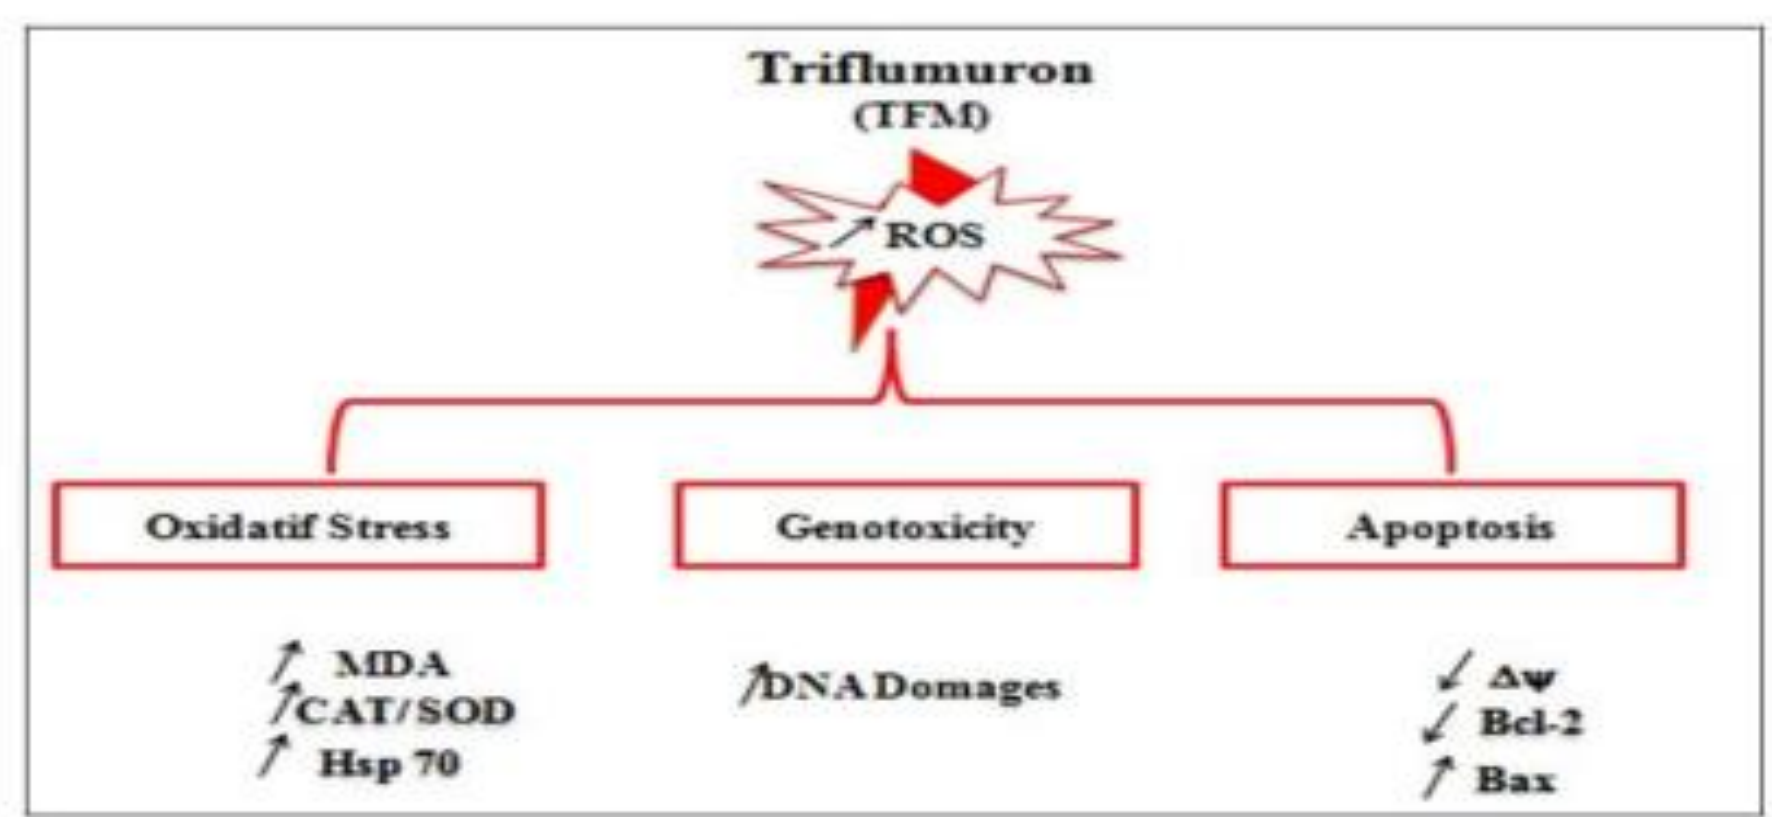 Triflumuron
(TFM)
↗ ROS
Oxidatif Stress
Genotoxicity
Apoptosis
↗ MDA
↗CAT/SOD
↗ Hsp 70
↗DNA Domages
↙ Δψ
↙ Bcl-2
↗ Bax